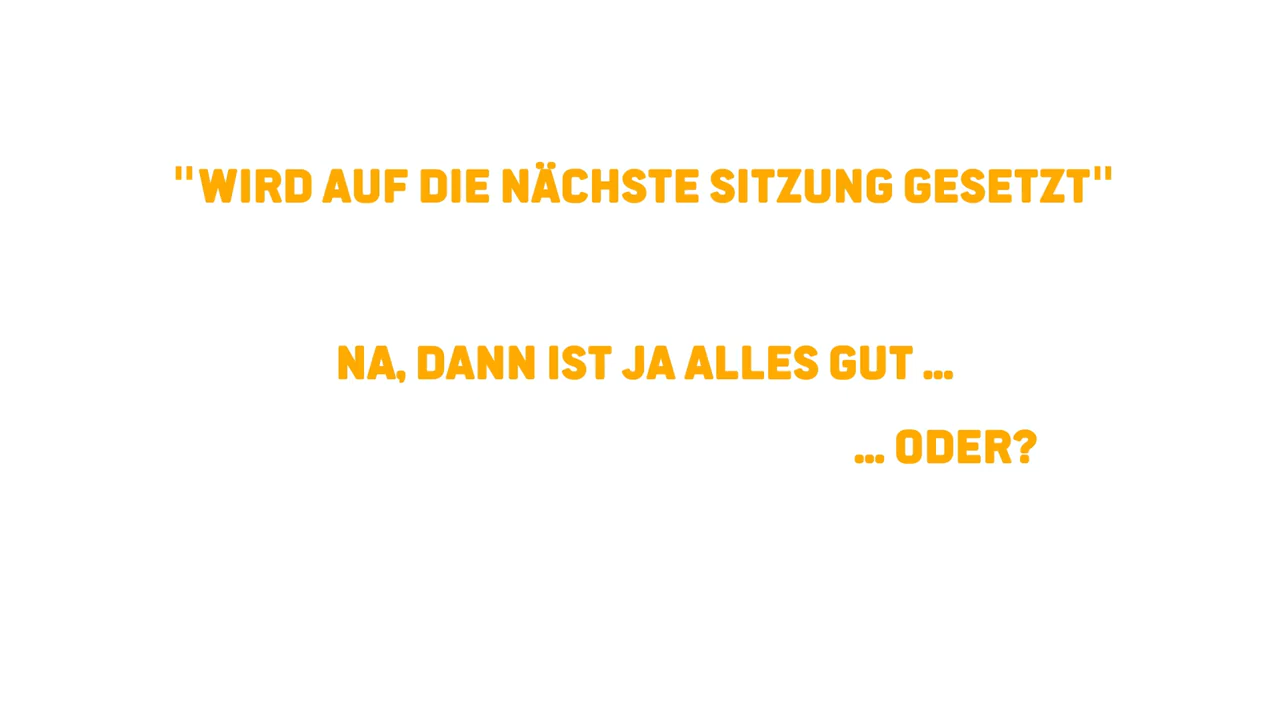 "WIRD AUF DIE NÄCHSTE SITZUNG GESETZT"
NA, DANN IST JA ALLES GUT ...
... ODER?